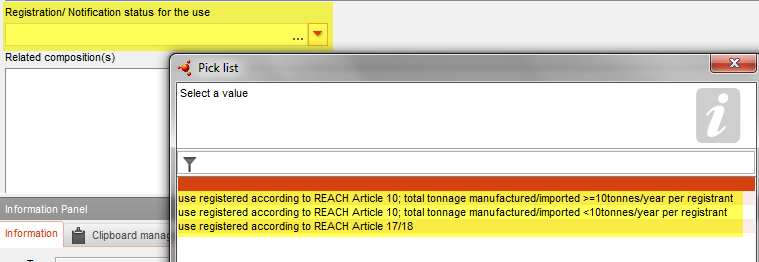 Registration/ Notification status for the use
...
Related composition(s)
Pick list
Select a value
use registered according to REACH Article 10; total tonnage manufactured/imported >=10tonnes/year per registrant
use registered according to REACH Article 10; total tonnage manufactured/imported <10tonnes/year per registrant
use registered according to REACH Article 17/18
Information Panel
Information
Clipboard manag